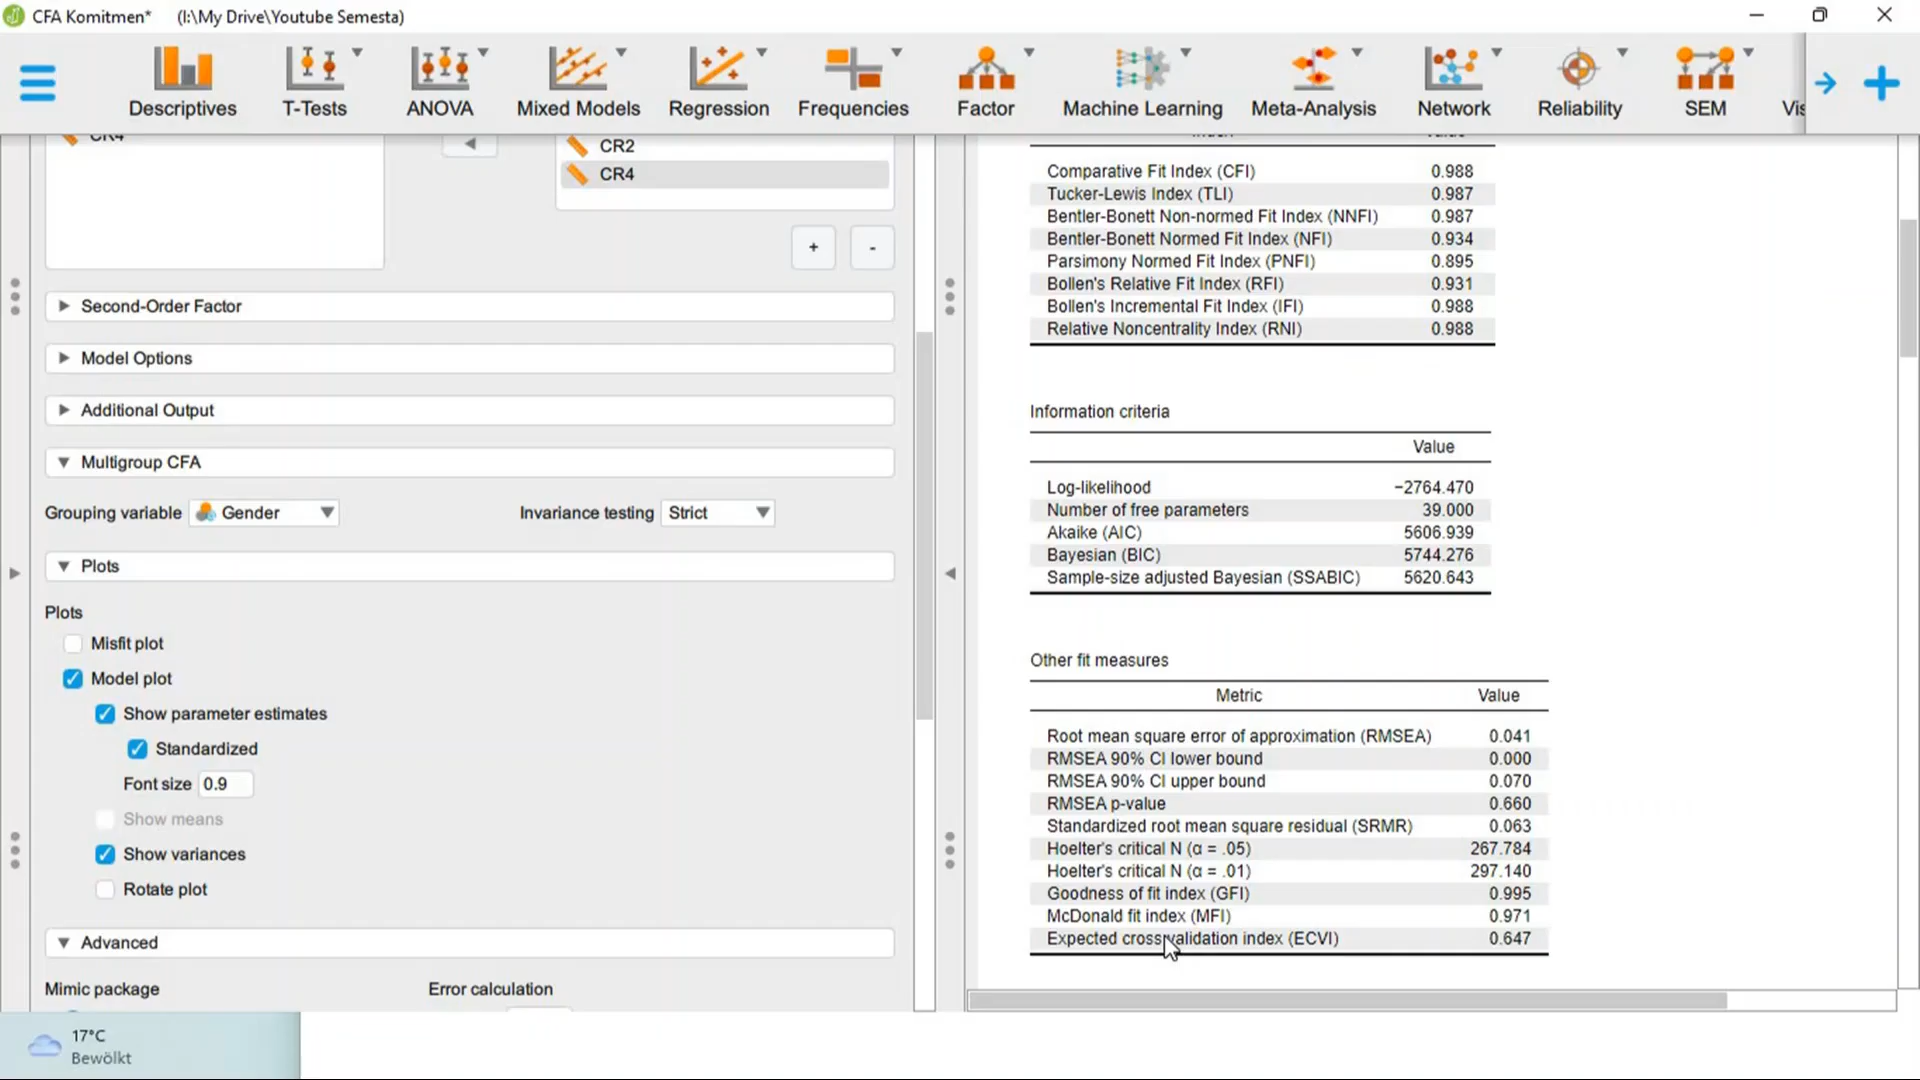 CFA Komitmen* (I:\My Drive\Youtube Semesta)
Descriptives T-Tests ANOVA Mixed Models Regression Frequencies Factor Machine Learning Meta-Analysis Network Reliability SEM Vis
CR4
CR2
CR4
+ -
Second-Order Factor
Model Options
Additional Output
Multigroup CFA
Grouping variable Gender Invariance testing Strict
Plots
Plots
Misfit plot
Model plot
Show parameter estimates
Standardized
Font size 0.9
Show means
Show variances
Rotate plot
Advanced
Mimic package Error calculation
Index Value
Comparative Fit Index (CFI) 0.988
Tucker-Lewis Index (TLI) 0.987
Bentler-Bonett Non-normed Fit Index (NNFI) 0.987
Bentler-Bonett Normed Fit Index (NFI) 0.934
Parsimony Normed Fit Index (PNFI) 0.895
Bollen's Relative Fit Index (RFI) 0.931
Bollen's Incremental Fit Index (IFI) 0.988
Relative Noncentrality Index (RNI) 0.988
Information criteria
Value
Log-likelihood −2764.470
Number of free parameters 39.000
Akaike (AIC) 5606.939
Bayesian (BIC) 5744.276
Sample-size adjusted Bayesian (SSABIC) 5620.643
Other fit measures
Metric Value
Root mean square error of approximation (RMSEA) 0.041
RMSEA 90% CI lower bound 0.000
RMSEA 90% CI upper bound 0.070
RMSEA p-value 0.660
Standardized root mean square residual (SRMR) 0.063
Hoelter's critical N (α = .05) 267.784
Hoelter's critical N (α = .01) 297.140
Goodness of fit index (GFI) 0.995
McDonald fit index (MFI) 0.971
Expected cross validation index (ECVI) 0.647
17°C
Bewölkt